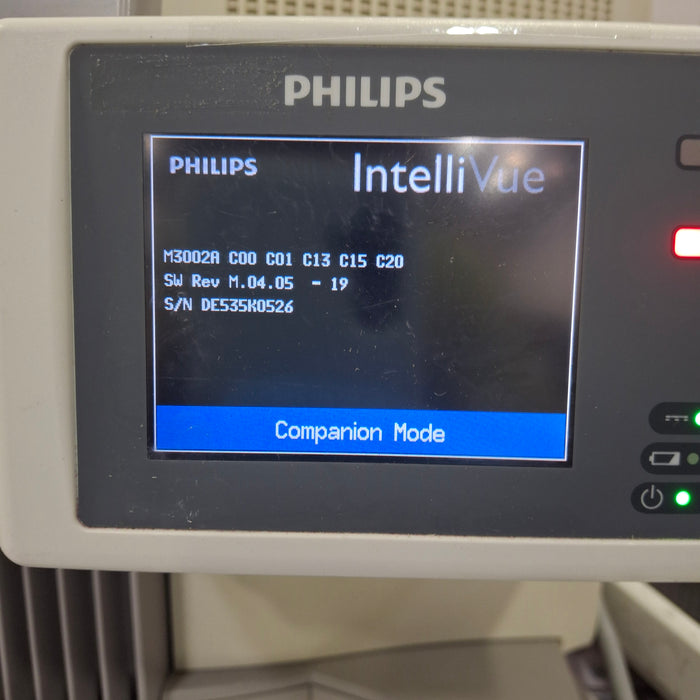 PHILIPS
PHILIPS IntelliVue
M3002A C00 C01 C13 C15 C20
SW Rev M.04.05 - 19
S/N DE535K0526
Companion Mode